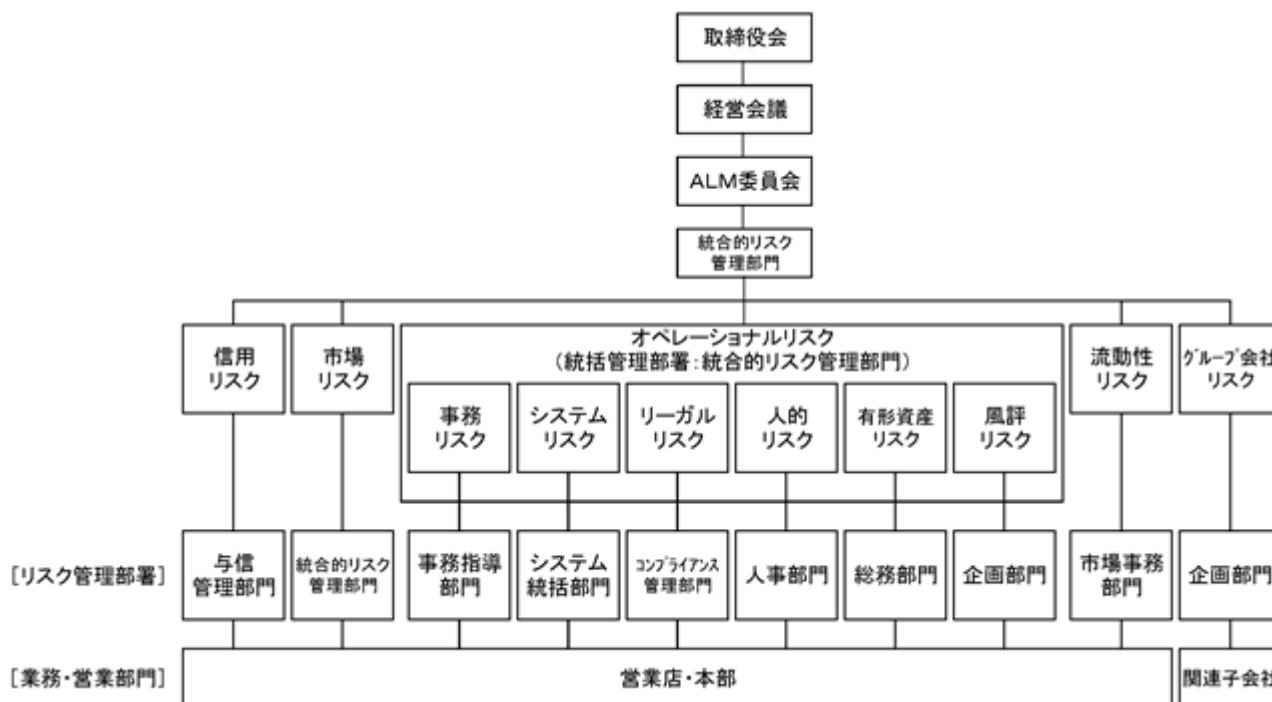 取締役会
経営会議
ALM委員会
統合的リスク
管理部門
信用
リスク
市場
リスク
オペレーショナルリスク
（統括管理部署：統合的リスク管理部門）
事務
リスク
システム
リスク
リーガル
リスク
人的
リスク
有形資産
リスク
風評
リスク
流動性
リスク
グループ会社
リスク
［リスク管理部署］
与信
管理部門
統合的リスク
管理部門
事務指導
部門
システム
統括部門
コンプライアンス
管理部門
人事部門
総務部門
企画部門
市場事務
部門
企画部門
［業務・営業部門］
営業店・本部
関連子会社